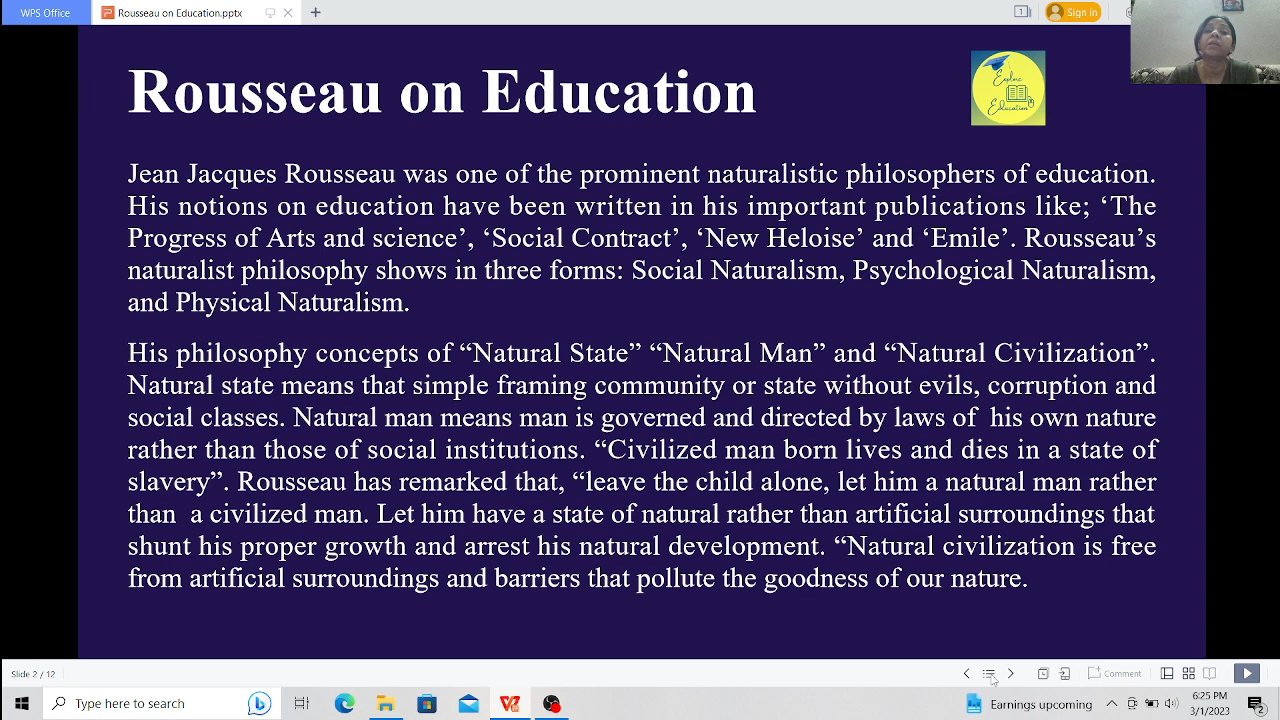 WPS Office
Rousseau on Education.pptx
Sign in
Rousseau on Education
Explore
Education
Jean Jacques Rousseau was one of the prominent naturalistic philosophers of education.
His notions on education have been written in his important publications like; ‘The
Progress of Arts and science’, ‘Social Contract’, ‘New Heloise’ and ‘Emile’. Rousseau’s
naturalist philosophy shows in three forms: Social Naturalism, Psychological Naturalism,
and Physical Naturalism.
His philosophy concepts of “Natural State” “Natural Man” and “Natural Civilization”.
Natural state means that simple framing community or state without evils, corruption and
social classes. Natural man means man is governed and directed by laws of his own nature
rather than those of social institutions. “Civilized man born lives and dies in a state of
slavery”. Rousseau has remarked that, “leave the child alone, let him a natural man rather
than a civilized man. Let him have a state of natural rather than artificial surroundings that
shunt his proper growth and arrest his natural development. “Natural civilization is free
from artificial surroundings and barriers that pollute the goodness of our nature.
Slide 2 / 12
Comment
Type here to search
Earnings upcoming
6:25 PM
3/1/2023
2